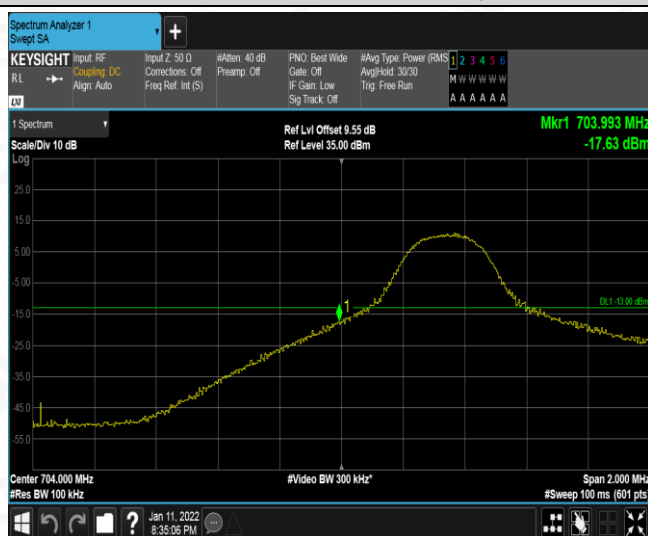 Spectrum Analyzer 1
Swept SA
+
KEYSIGHT
RL
Input: RF
Coupling: DC
Align: Auto
Input Z: 50 Ω
Corrections: Off
Freq Ref: Int (S)
#Atten: 40 dB
Preamp: Off
PNO: Best Wide
Gate: Off
IF Gain: Low
Sig Track: Off
#Avg Type: Power (RMS
Avg|Hold: 30/30
Trig: Free Run
1 2 3 4 5 6
M W W W W W
A A A A A A
1 Spectrum
Scale/Div 10 dB
Log
Ref Lvl Offset 9.55 dB
Ref Level 35.00 dBm
Mkr1 703.993 MHz
-17.63 dBm
25.0
15.0
5.00
-5.00
-15.0
-25.0
-35.0
-45.0
-55.0
1
DL1 -13.00 dBm
Center 704.000 MHz
#Res BW 100 kHz
#Video BW 300 kHz*
Span 2.000 MHz
#Sweep 100 ms (601 pts)
?
Jan 11, 2022
8:35:06 PM